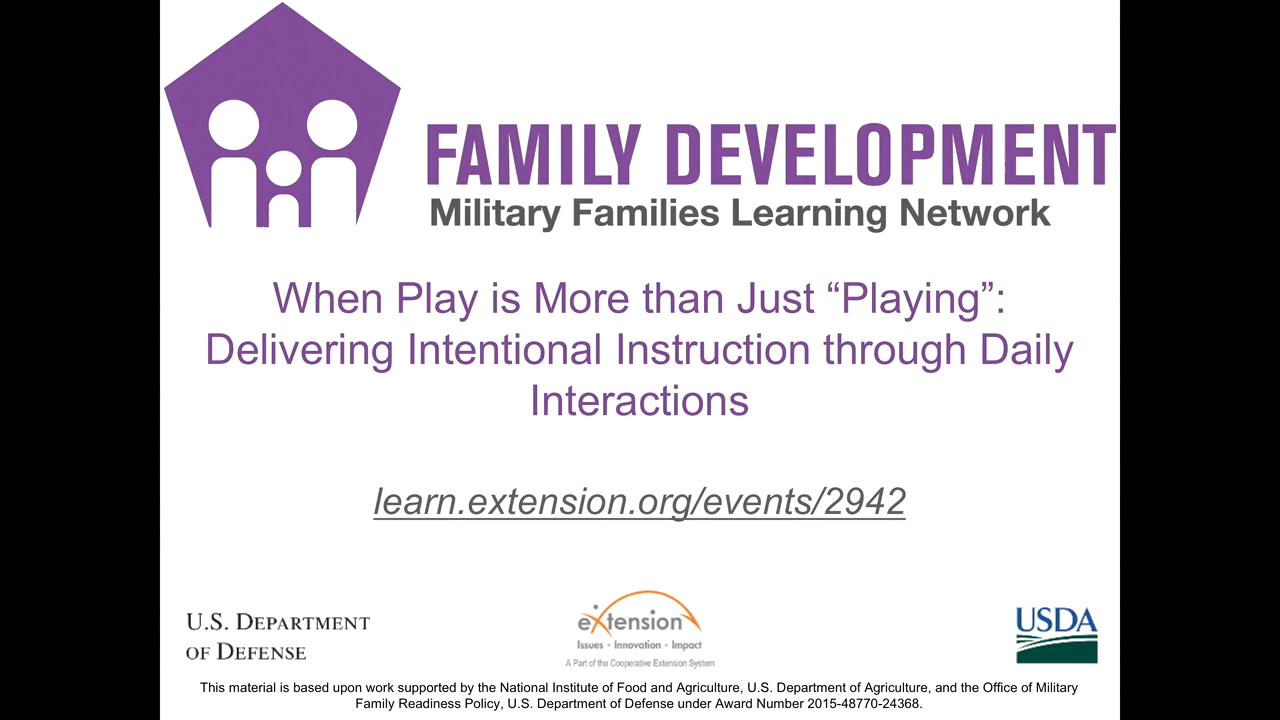 FAMILY DEVELOPMENT
Military Families Learning Network
When Play is More than Just “Playing”:
Delivering Intentional Instruction through Daily
Interactions
learn.extension.org/events/2942
U.S. DEPARTMENT
OF DEFENSE
eXtension
Issues • Innovation • Impact
A Part of the Cooperative Extension System
USDA
This material is based upon work supported by the National Institute of Food and Agriculture, U.S. Department of Agriculture, and the Office of Military
Family Readiness Policy, U.S. Department of Defense under Award Number 2015-48770-24368.